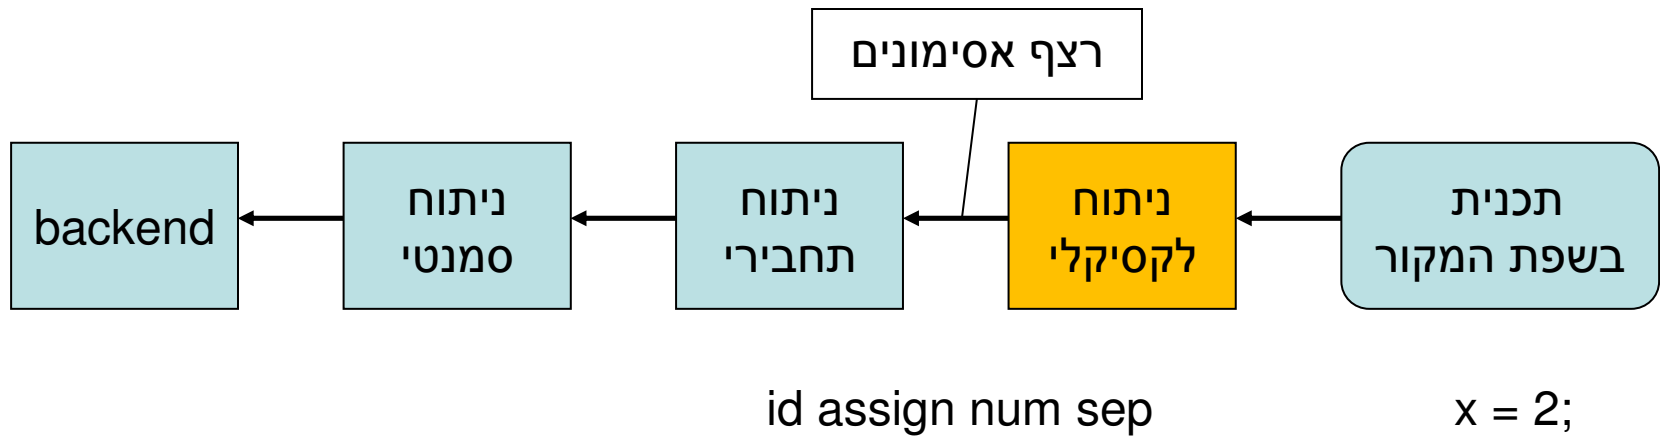 רצף אסימונים
תכנית
בשפת המקור
ניתוח
לקסיקלי
ניתוח
תחבירי
ניתוח
סמנטי
backend
x = 2;
id assign num sep